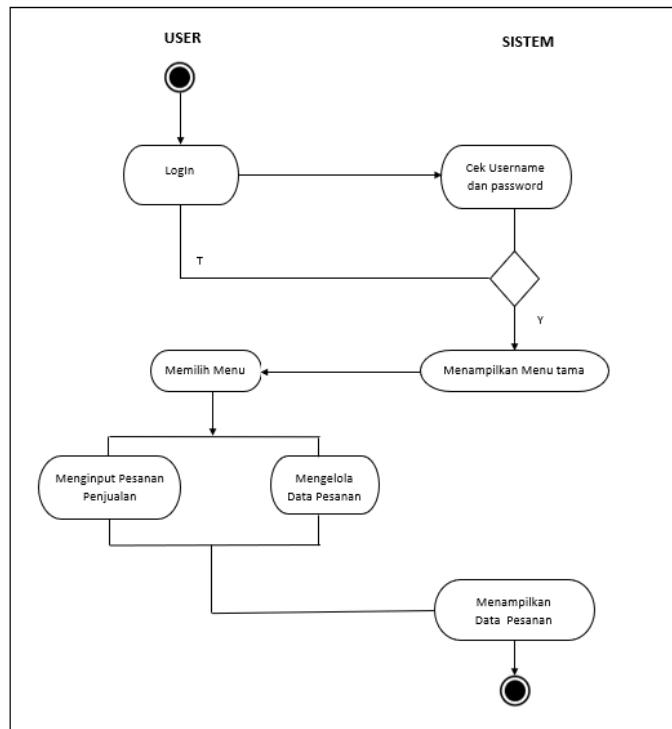 USER
SISTEM
LogIn
Cek Username
dan password
T
Y
Memilih Menu
Menampilkan Menu tama
Menginput Pesanan
Penjualan
Mengelola
Data Pesanan
Menampilkan
Data Pesanan